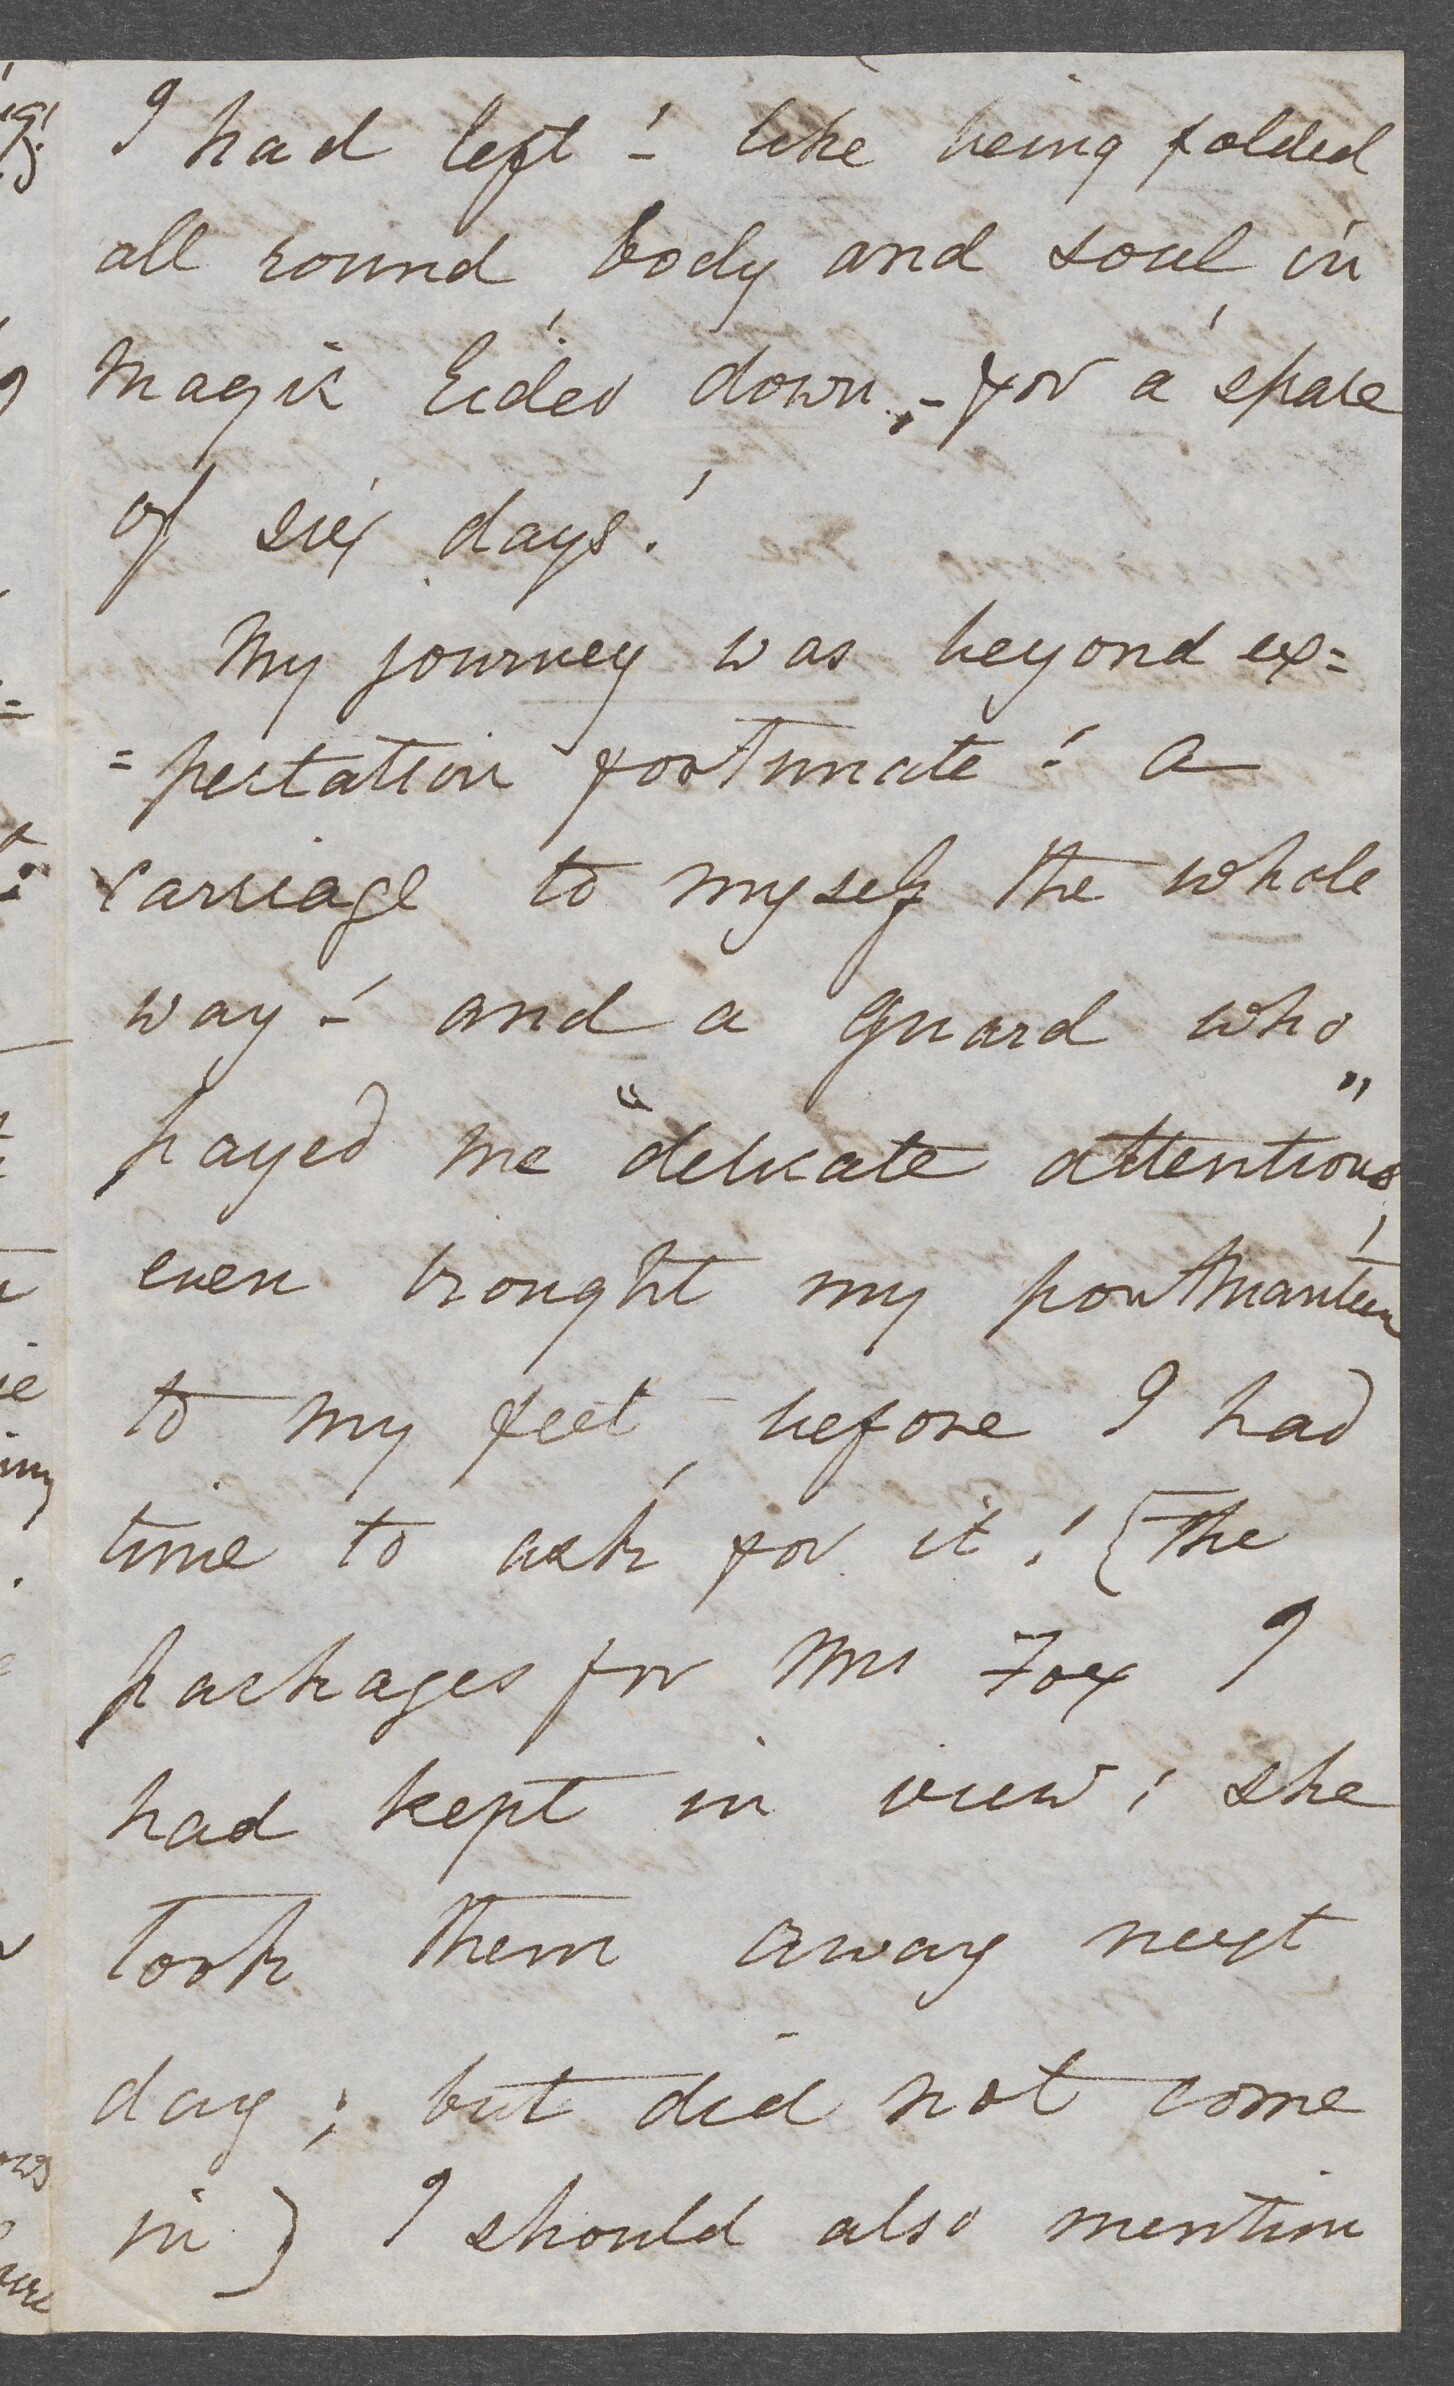 I had left! – like being folded
all round, body and soul, in
magic Eider down, – for a space
of six days!
My journey was beyond ex=
=pectation fortunate! a
carriage to myself the whole
way! – and a guard who
payed me "delicate attentions,"
even brought my portmanteau
to my feet, before I had
time to ask for it! (The
packages for Mrs Fox I
had kept in view; she
took them away next
day; but did not come
in) I should also mention